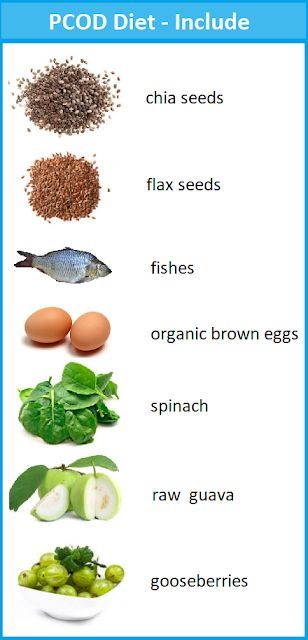 PCOD Diet - Include
chia seeds
flax seeds
fishes
organic brown eggs
spinach
raw guava
gooseberries